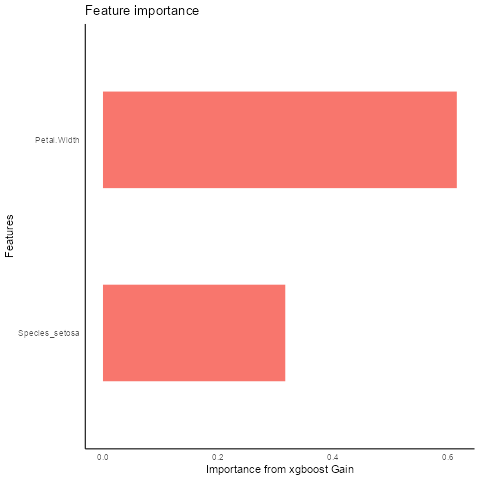 Feature importance
Features
Petal.Width
Species_setosa
0.0 0.2 0.4 0.6
Importance from xgboost Gain